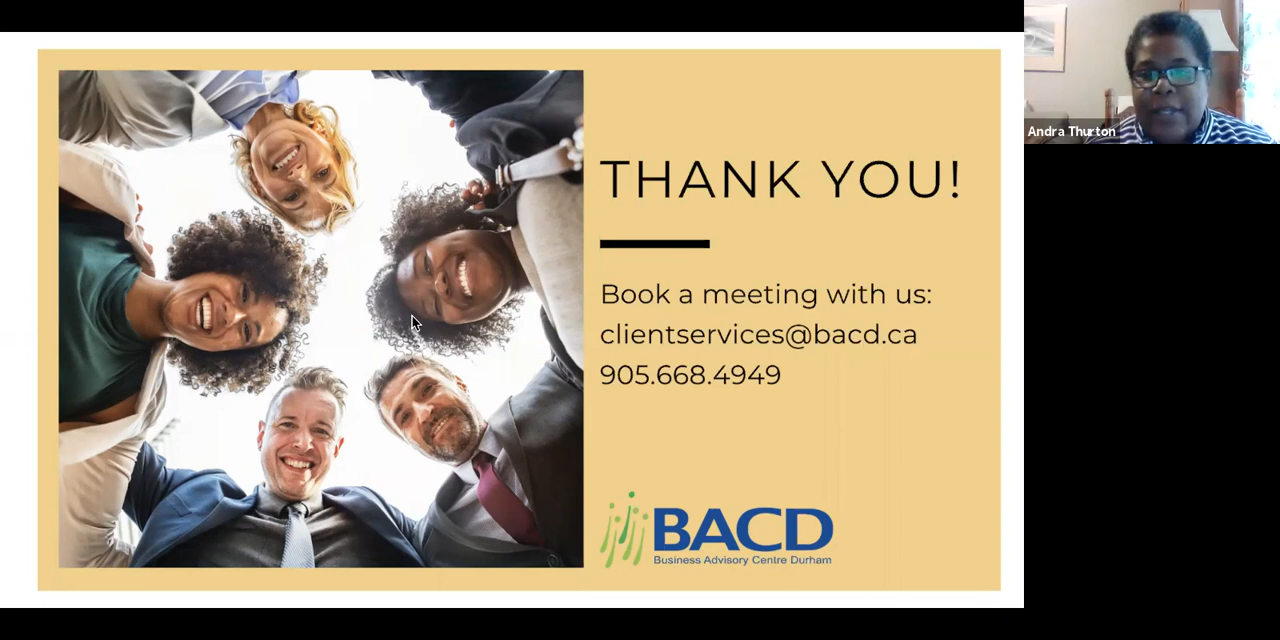 THANK YOU!
Book a meeting with us:
clientservices@bacd.ca
905.668.4949
BACD
Business Advisory Centre Durham
Andra Thurton